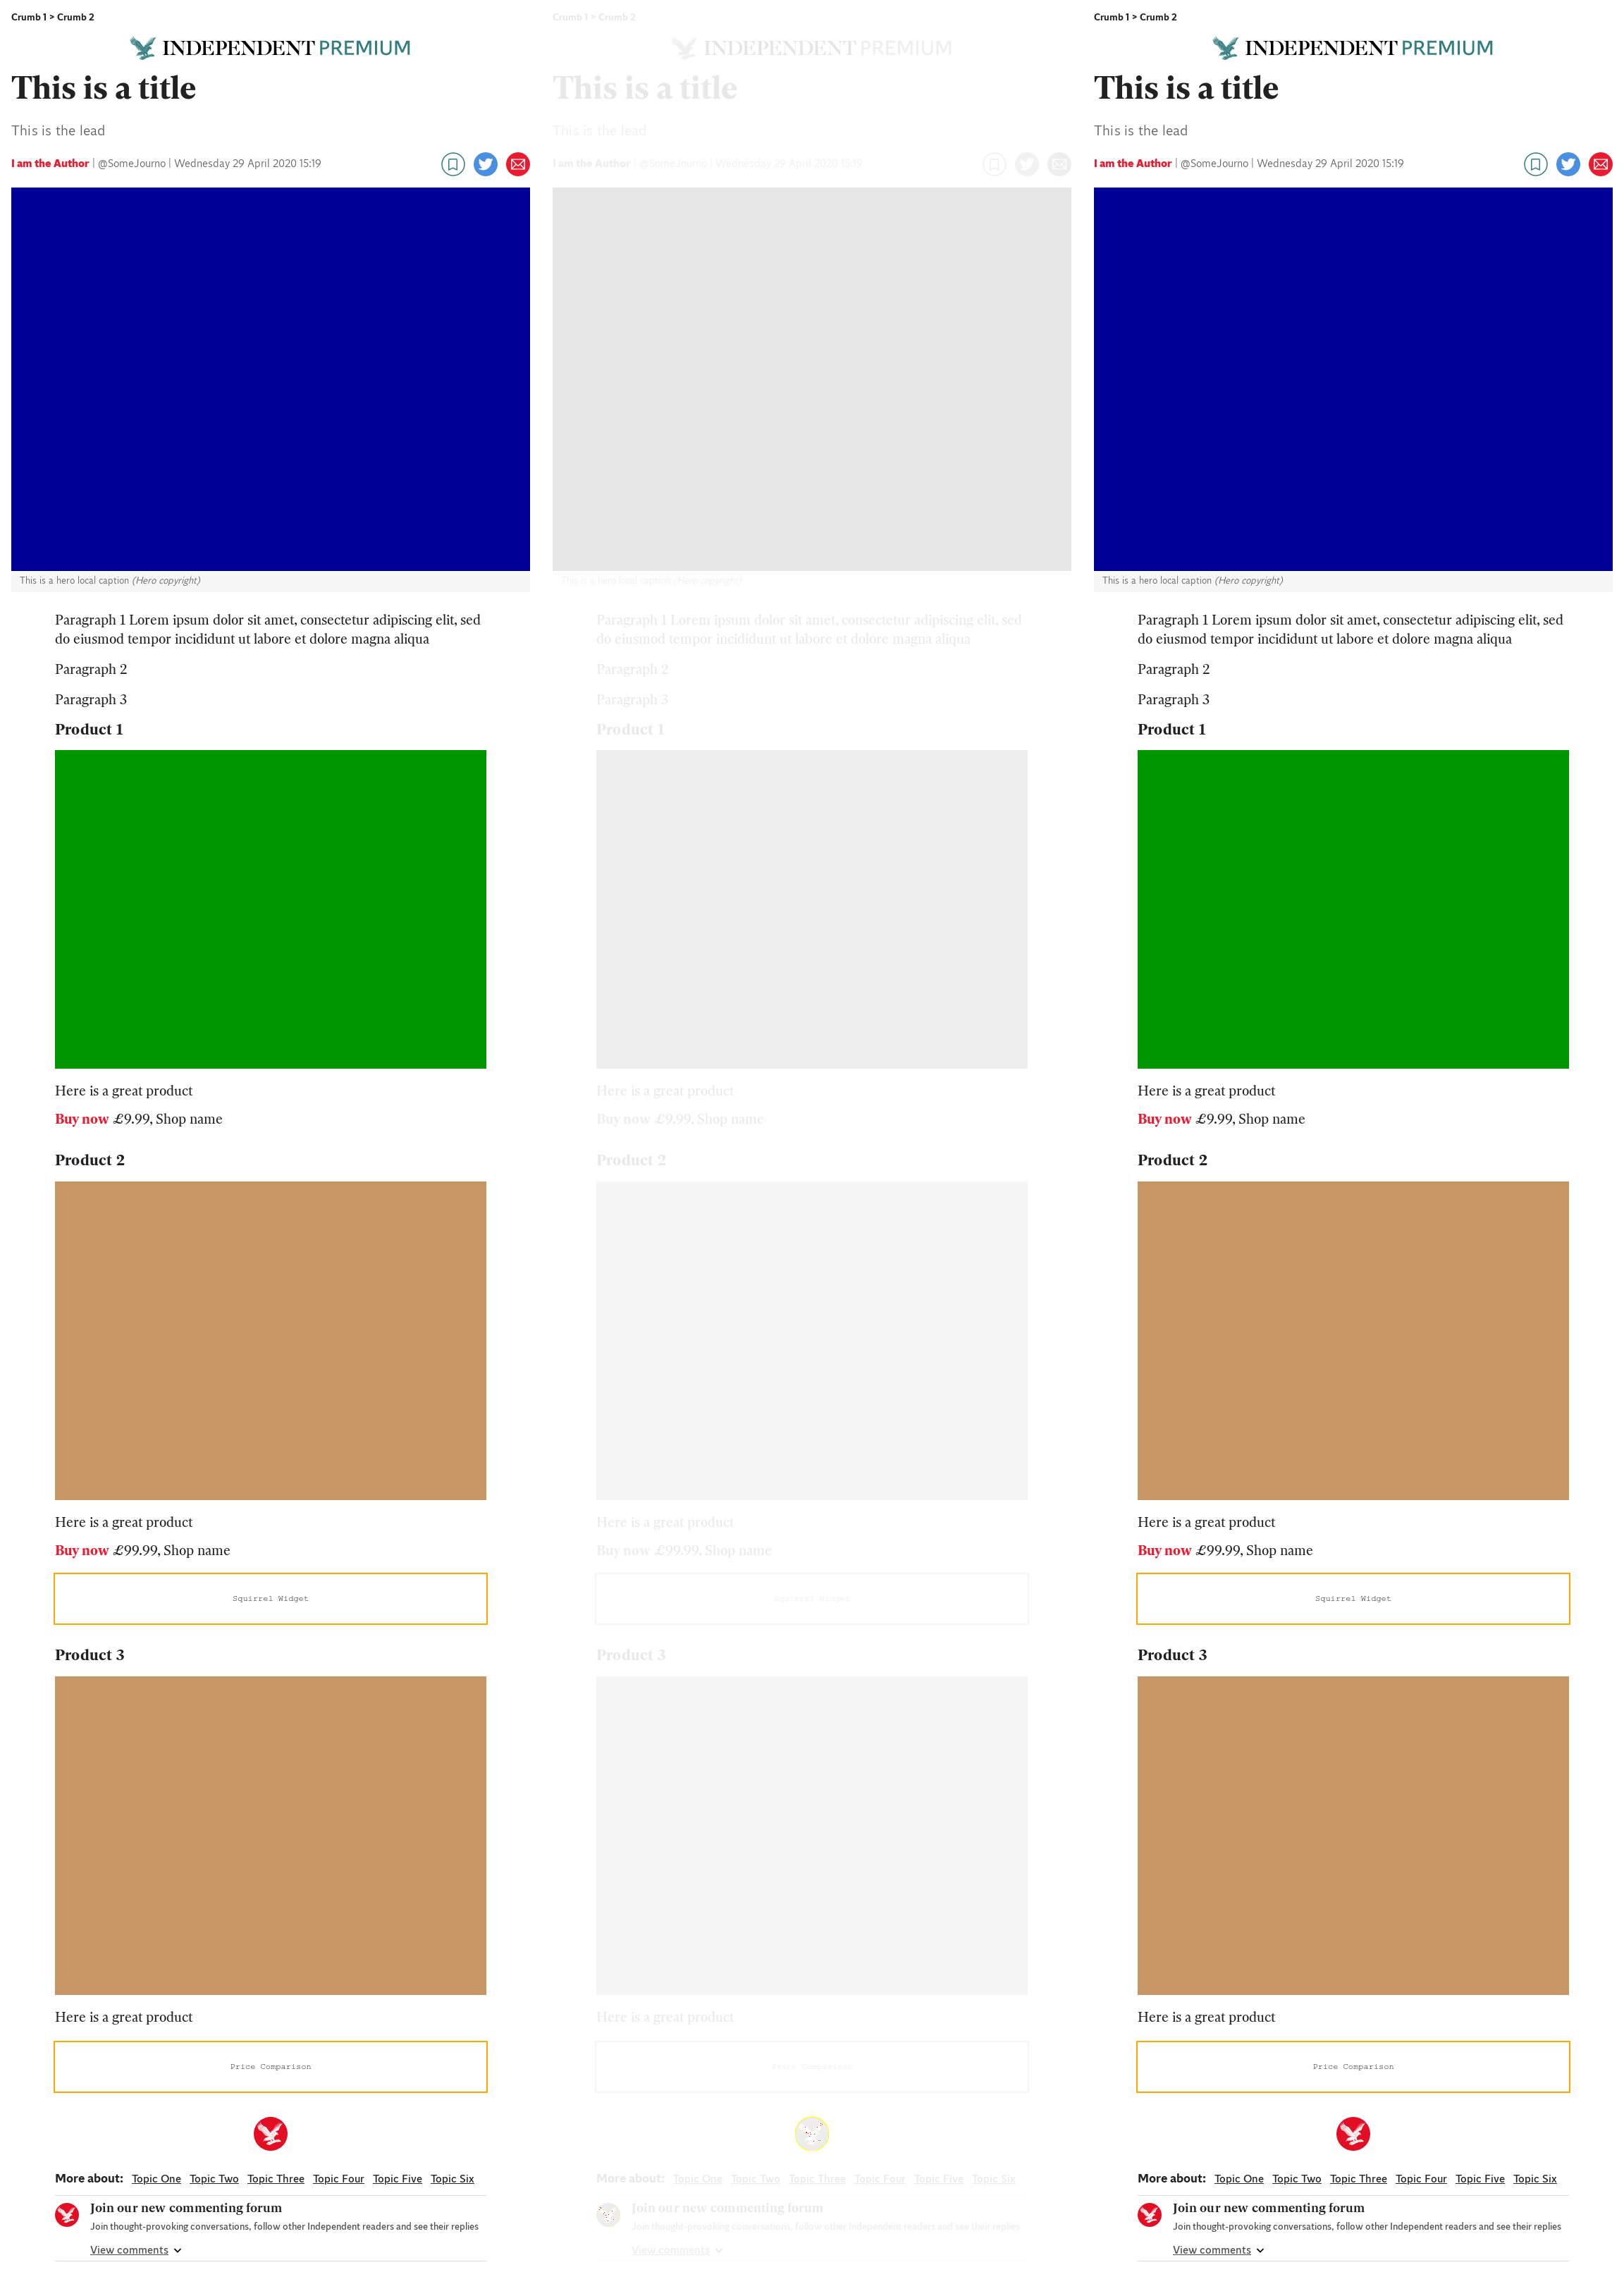 Crumb 1 > Crumb 2
INDEPENDENT PREMIUM
This is a title
This is the lead
I am the Author | @SomeJourno | Wednesday 29 April 2020 15:19
This is a hero local caption (Hero copyright)
Paragraph 1 Lorem ipsum dolor sit amet, consectetur adipiscing elit, sed
do eiusmod tempor incididunt ut labore et dolore magna aliqua
Paragraph 2
Paragraph 3
Product 1
Here is a great product
Buy now £9.99, Shop name
Product 2
Here is a great product
Buy now £99.99, Shop name
Squirrel Widget
Product 3
Here is a great product
Price Comparison
More about: Topic One Topic Two Topic Three Topic Four Topic Five Topic Six
Join our new commenting forum
Join thought-provoking conversations, follow other Independent readers and see their replies
View comments
Crumb 1 > Crumb 2
INDEPENDENT PREMIUM
This is a title
This is the lead
I am the Author | @SomeJourno | Wednesday 29 April 2020 15:19
This is a hero local caption (Hero copyright)
Paragraph 1 Lorem ipsum dolor sit amet, consectetur adipiscing elit, sed
do eiusmod tempor incididunt ut labore et dolore magna aliqua
Paragraph 2
Paragraph 3
Product 1
Here is a great product
Buy now £9.99, Shop name
Product 2
Here is a great product
Buy now £99.99, Shop name
Squirrel Widget
Product 3
Here is a great product
Price Comparison
More about: Topic One Topic Two Topic Three Topic Four Topic Five Topic Six
Join our new commenting forum
Join thought-provoking conversations, follow other Independent readers and see their replies
View comments
Crumb 1 > Crumb 2
INDEPENDENT PREMIUM
This is a title
This is the lead
I am the Author | @SomeJourno | Wednesday 29 April 2020 15:19
This is a hero local caption (Hero copyright)
Paragraph 1 Lorem ipsum dolor sit amet, consectetur adipiscing elit, sed
do eiusmod tempor incididunt ut labore et dolore magna aliqua
Paragraph 2
Paragraph 3
Product 1
Here is a great product
Buy now £9.99, Shop name
Product 2
Here is a great product
Buy now £99.99, Shop name
Squirrel Widget
Product 3
Here is a great product
Price Comparison
More about: Topic One Topic Two Topic Three Topic Four Topic Five Topic Six
Join our new commenting forum
Join thought-provoking conversations, follow other Independent readers and see their replies
View comments